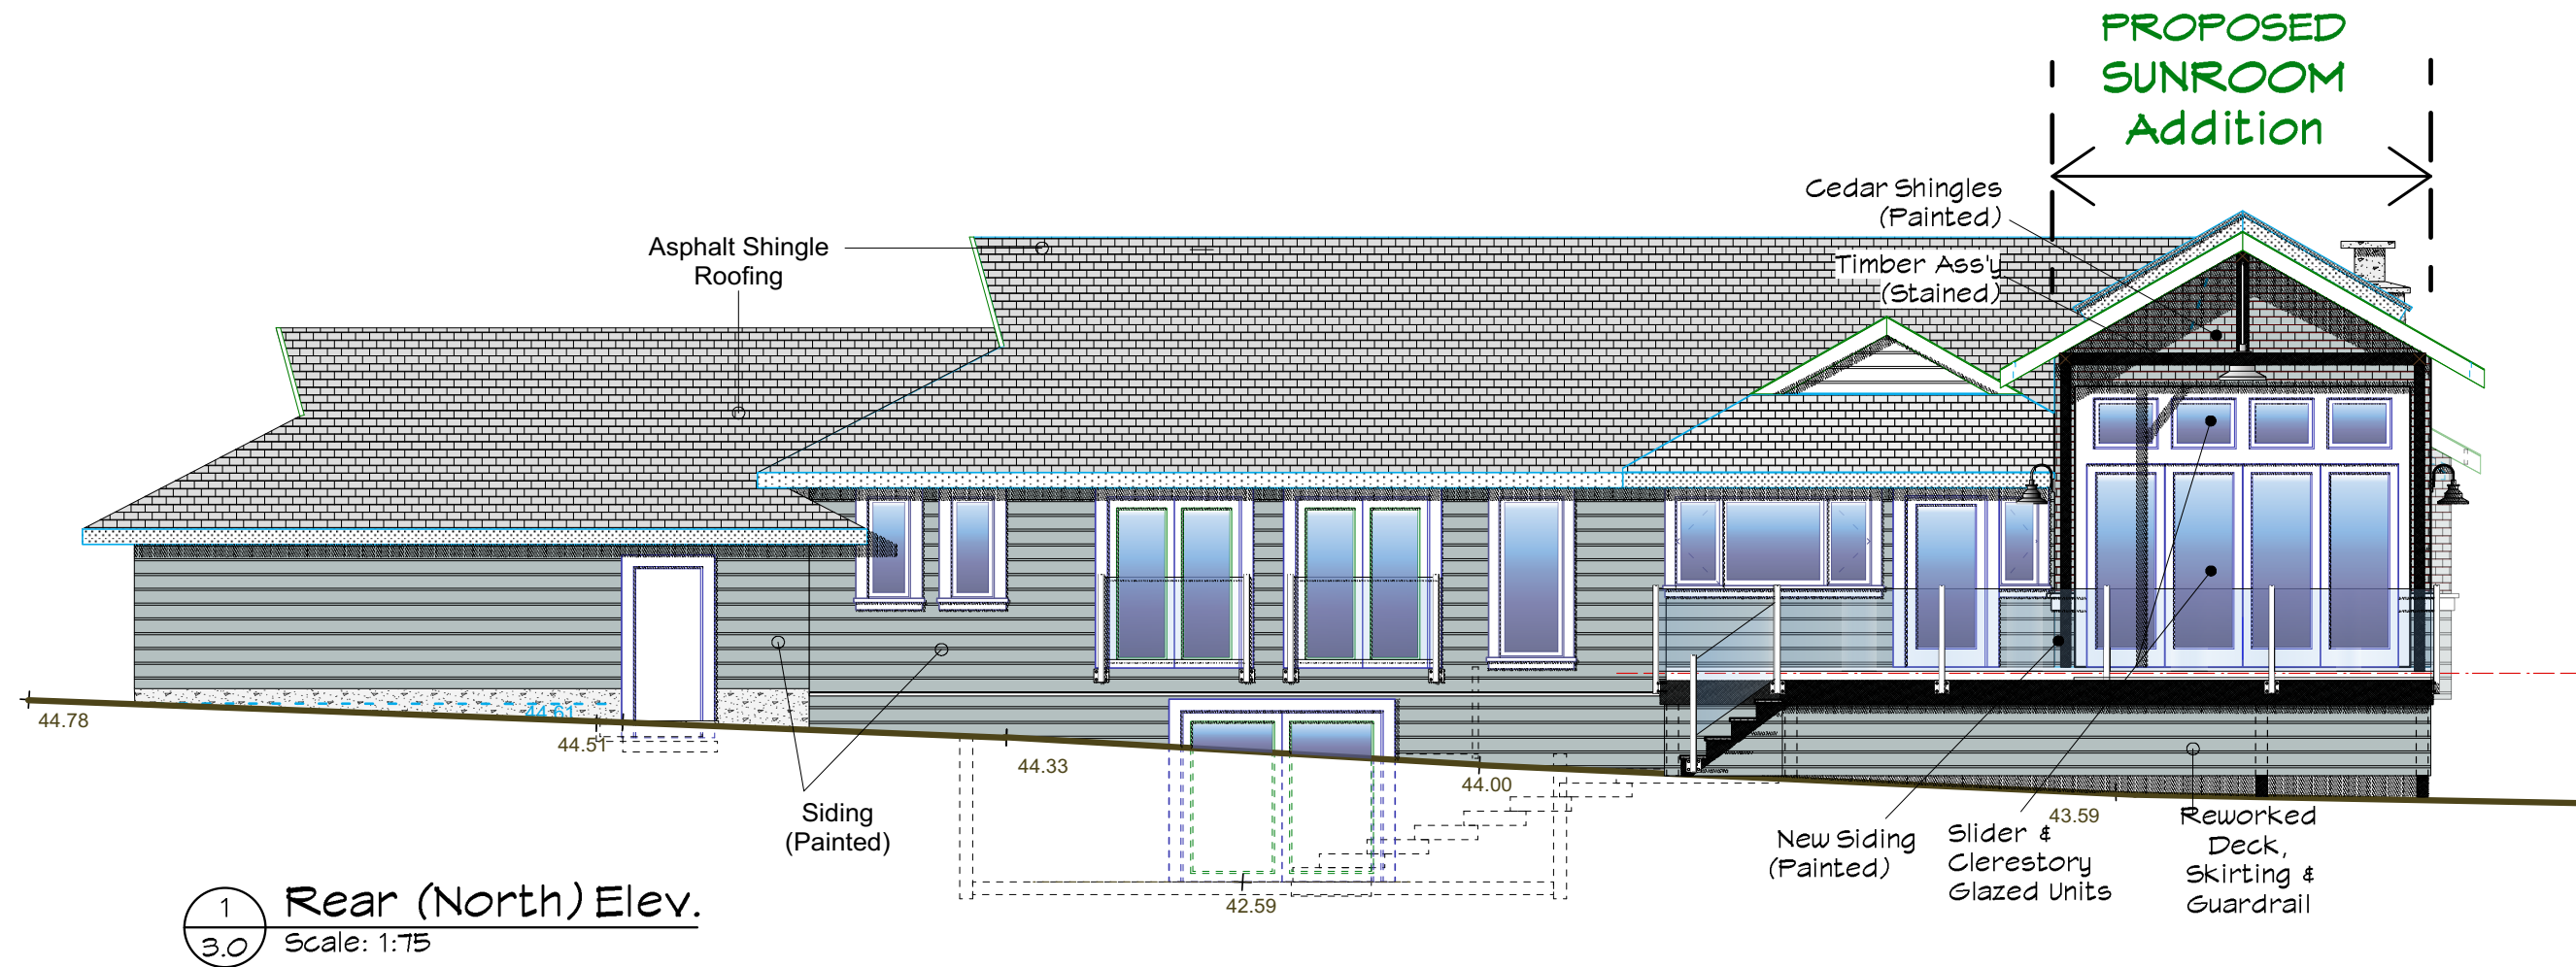 PROPOSED
SUNROOM
Addition
Cedar Shingles
(Painted)
Asphalt Shingle
Roofing
Timber Ass'y
(Stained)
44.78
44.61
44.51
44.33
44.00
43.59
42.59
Siding
(Painted)
New Siding
(Painted)
Slider &
Clerestory
Glazed Units
Reworked
Deck,
Skirting &
Guardrail
1
3.0
Rear (North) Elev.
Scale: 1:75